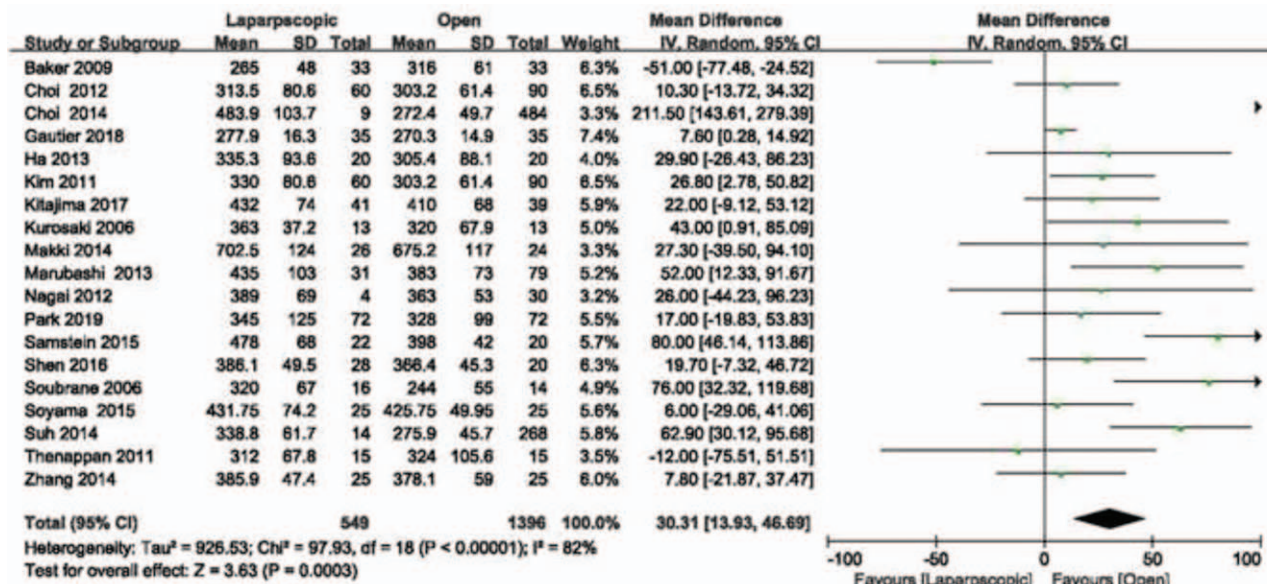 Laparpscopic Open Mean Difference Mean Difference
Study or Subgroup Mean SD Total Mean SD Total Weight IV, Random, 95% CI IV, Random, 95% CI
Baker 2009 265 48 33 316 61 33 6.3% -51.00 [-77.48, -24.52]
Choi 2012 313.5 80.6 60 303.2 61.4 90 6.5% 10.30 [-13.72, 34.32]
Choi 2014 483.9 103.7 9 272.4 49.7 484 3.3% 211.50 [143.61, 279.39]
Gautier 2018 277.9 16.3 35 270.3 14.9 35 7.4% 7.60 [0.28, 14.92]
Ha 2013 335.3 93.6 20 305.4 88.1 20 4.0% 29.90 [-26.43, 86.23]
Kim 2011 330 80.6 60 303.2 61.4 90 6.5% 26.80 [2.78, 50.82]
Kitajima 2017 432 74 41 410 68 39 5.9% 22.00 [-9.12, 53.12]
Kurosaki 2006 363 37.2 13 320 67.9 13 5.0% 43.00 [0.91, 85.09]
Makki 2014 702.5 124 26 675.2 117 24 3.3% 27.30 [-39.50, 94.10]
Marubashi 2013 435 103 31 383 73 79 5.2% 52.00 [12.33, 91.67]
Nagai 2012 389 69 4 363 53 30 3.2% 26.00 [-44.23, 96.23]
Park 2019 345 125 72 328 99 72 5.5% 17.00 [-19.83, 53.83]
Samstein 2015 478 68 22 398 42 20 5.7% 80.00 [46.14, 113.86]
Shen 2016 386.1 49.5 28 366.4 45.3 20 6.3% 19.70 [-7.32, 46.72]
Soubrane 2006 320 67 16 244 55 14 4.9% 76.00 [32.32, 119.68]
Soyama 2015 431.75 74.2 25 425.75 49.95 25 5.6% 6.00 [-29.06, 41.06]
Suh 2014 338.8 61.7 14 275.9 45.7 268 5.8% 62.90 [30.12, 95.68]
Thenappan 2011 312 67.8 15 324 105.6 15 3.5% -12.00 [-75.51, 51.51]
Zhang 2014 385.9 47.4 25 378.1 59 25 6.0% 7.80 [-21.87, 37.47]
Total (95% CI) 549 1396 100.0% 30.31 [13.93, 46.69]
Heterogeneity: Tau² = 926.53; Chi² = 97.93, df = 18 (P < 0.00001); I² = 82%
Test for overall effect: Z = 3.63 (P = 0.0003)
-100 -50 0 50 100
Favours [Laparpscopic] Favours [Open]